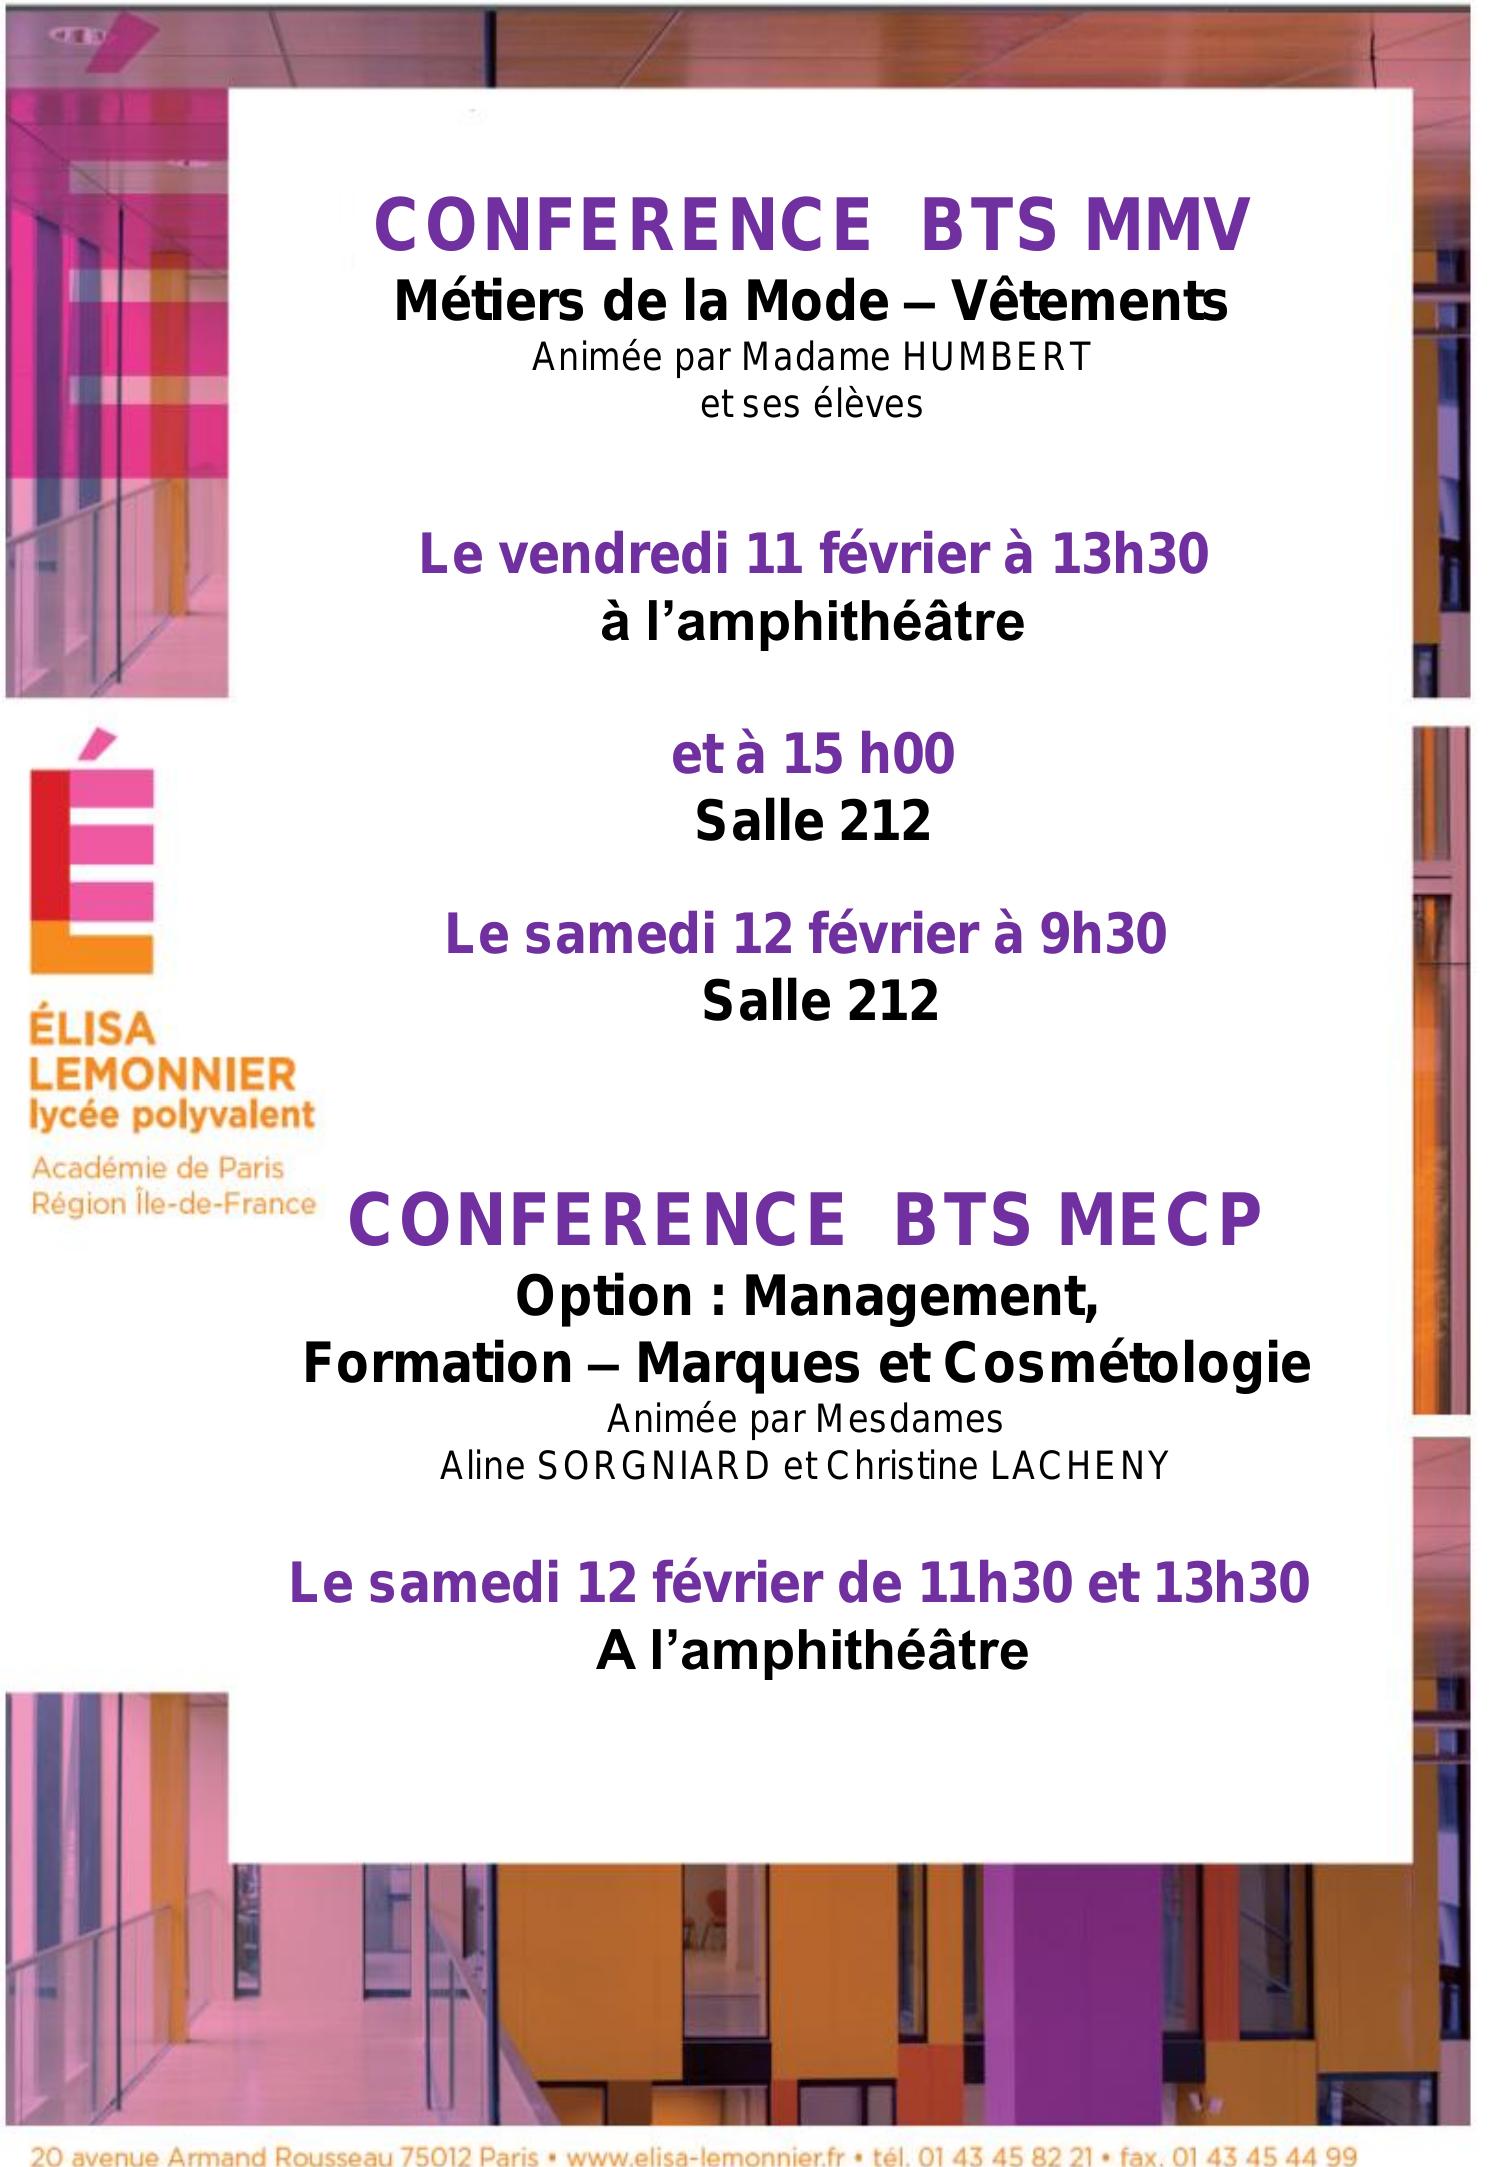 CONFERENCE BTS MMV
Métiers de la Mode – Vêtements
Animée par Madame HUMBERT
et ses élèves
Le vendredi 11 février à 13h30
à l’amphithéâtre
et à 15 h00
Salle 212
Le samedi 12 février à 9h30
Salle 212
É
ÉLISA
LEMONNIER
lycée polyvalent
Académie de Paris
Région Île-de-France
CONFERENCE BTS MECP
Option : Management,
Formation – Marques et Cosmétologie
Animée par Mesdames
Aline SORGNIARD et Christine LACHENY
Le samedi 12 février de 11h30 et 13h30
A l’amphithéâtre
20 avenue Armand Rousseau 75012 Paris • www.elisa-lemonnier.fr • tél. 01 43 45 82 21 • fax. 01 43 45 44 99